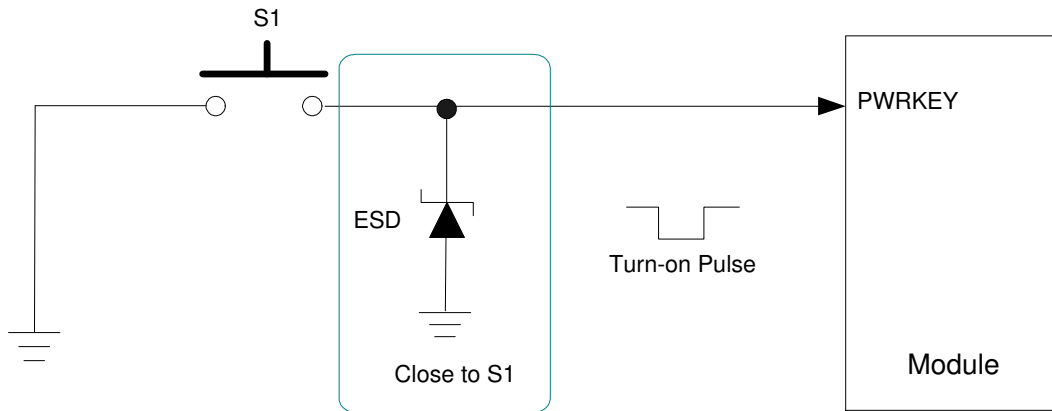 S1
PWRKEY
ESD
Turn-on Pulse
Close to S1
Module